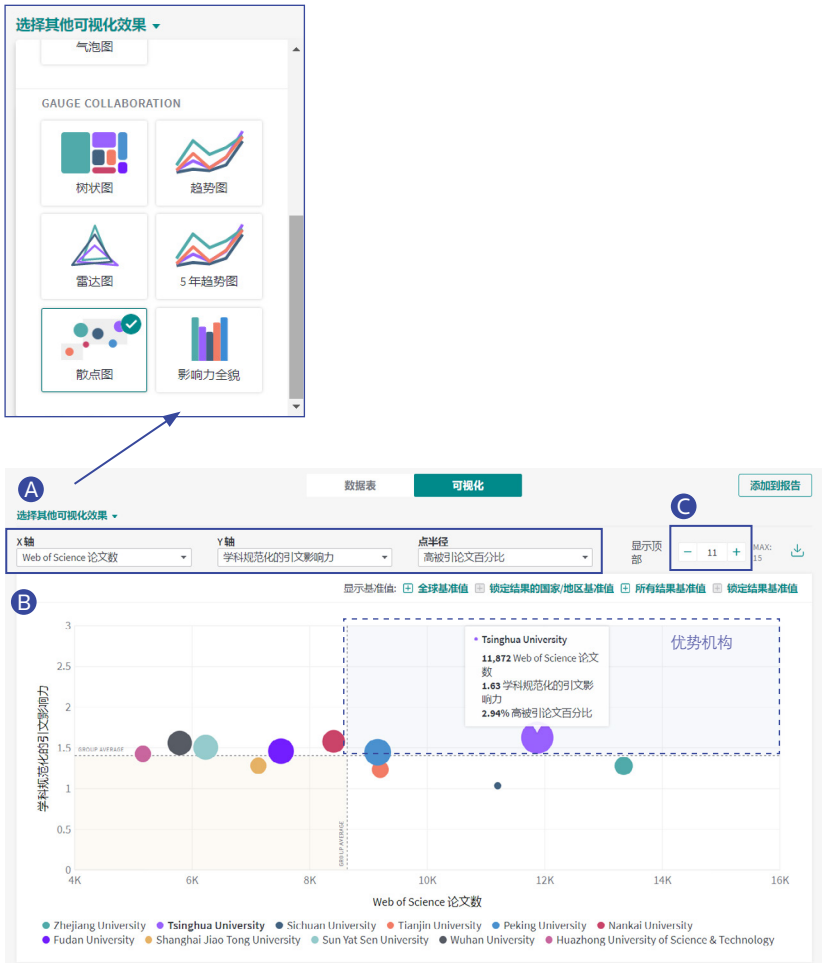 选择其他可视化效果
气泡图
GAUGE COLLABORATION
树状图
趋势图
雷达图
5 年趋势图
散点图
影响力全貌
A
数据表
可视化
添加到报告
C
选择其他可视化效果
X 轴
Web of Science 论文数
Y 轴
学科规范化的引文影响力
点半径
高被引论文百分比
显示顶
部
− 11 +
MAX:
15
B
显示基准值: 全球基准值 锁定结果的国家/地区基准值 所有结果基准值 锁定结果基准值
优势机构
Tsinghua University
11,872 Web of Science 论文
数
1.63 学科规范化的引文影
响力
2.94% 高被引论文百分比
学科规范化的引文影响力
3
2.5
2
1.5
1
0.5
0
GROUP AVERAGE
GROUP AVERAGE
4K 6K 8K 10K 12K 14K 16K
Web of Science 论文数
Zhejiang University Tsinghua University Sichuan University Tianjin University Peking University Nankai University
Fudan University Shanghai Jiao Tong University Sun Yat Sen University Wuhan University Huazhong University of Science & Technology